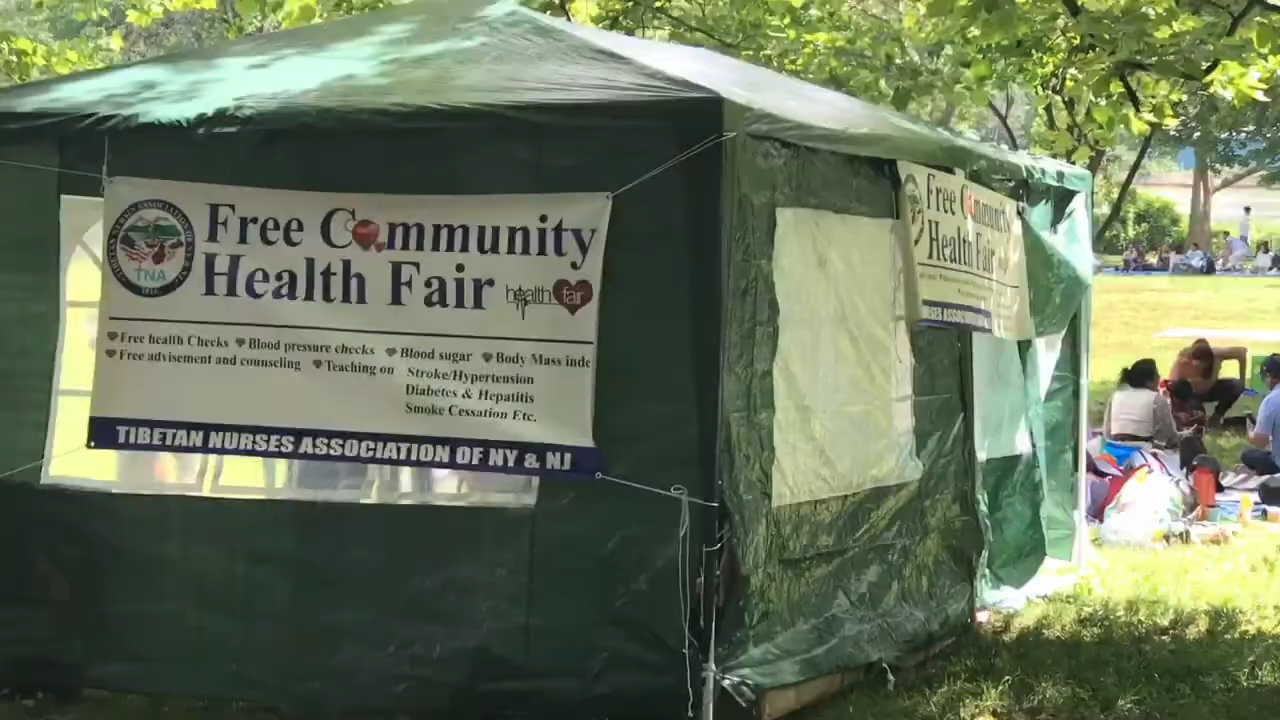 Free Community
Health Fair
health fair
TNA
Free health Checks Blood pressure checks Blood sugar Body Mass inde
Free advisement and counseling Teaching on Stroke/Hypertension
Diabetes & Hepatitis
Smoke Cessation Etc.
TIBETAN NURSES ASSOCIATION OF NY & NJ
Free Community
Health Fair